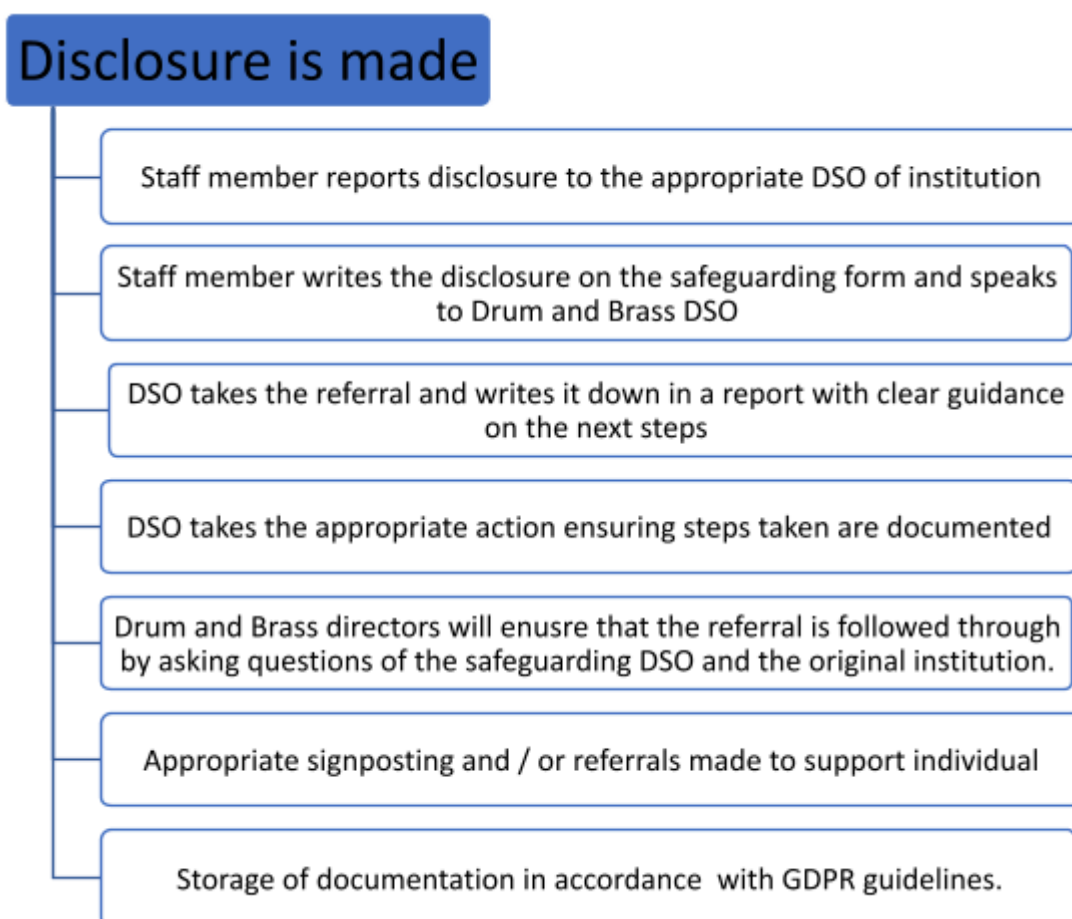 Disclosure is made
Staff member reports disclosure to the appropriate DSO of institution
Staff member writes the disclosure on the safeguarding form and speaks
to Drum and Brass DSO
DSO takes the referral and writes it down in a report with clear guidance
on the next steps
DSO takes the appropriate action ensuring steps taken are documented
Drum and Brass directors will enusre that the referral is followed through
by asking questions of the safeguarding DSO and the original institution.
Appropriate signposting and / or referrals made to support individual
Storage of documentation in accordance  with GDPR guidelines.